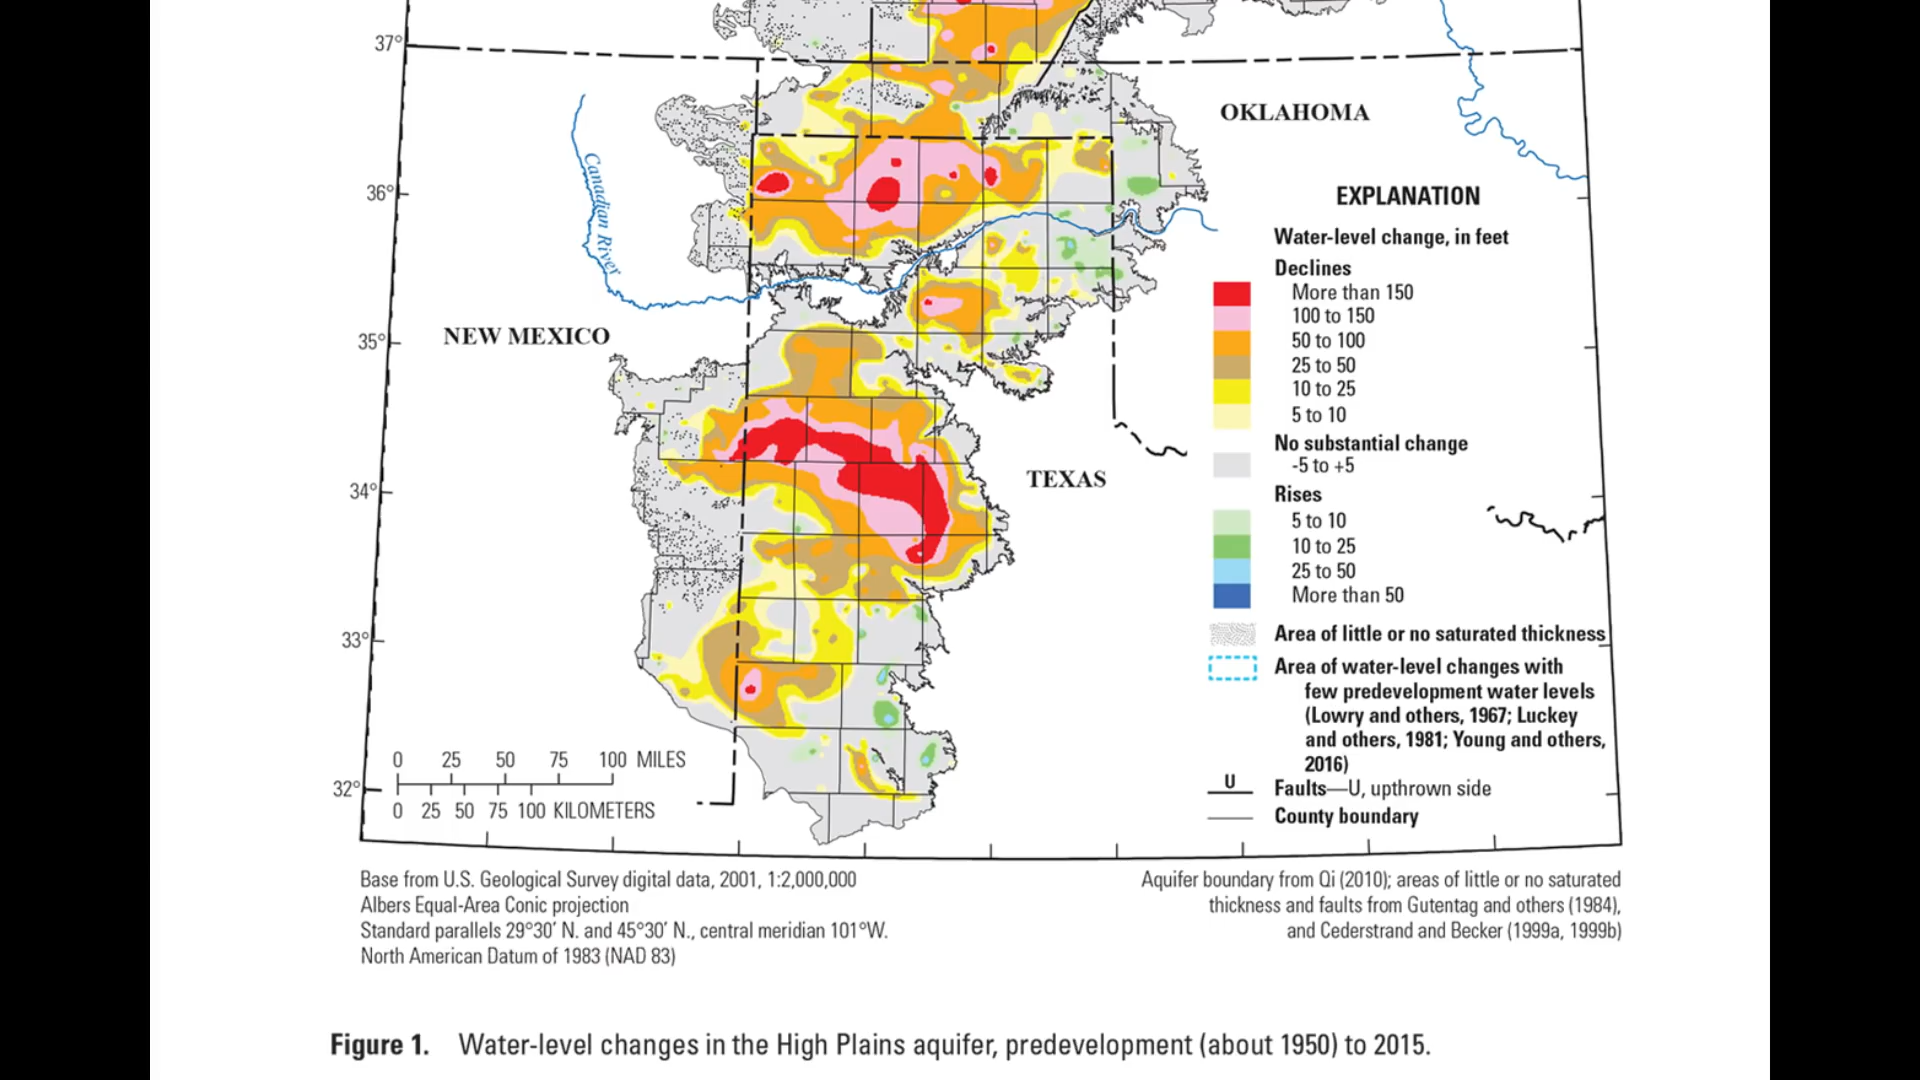 37°
U
OKLAHOMA
Canadian River
36°
EXPLANATION
Water-level change, in feet
Declines
More than 150
100 to 150
50 to 100
25 to 50
10 to 25
5 to 10
No substantial change
-5 to +5
Rises
5 to 10
10 to 25
25 to 50
More than 50
Area of little or no saturated thickness
Area of water-level changes with
few predevelopment water levels
(Lowry and others, 1967; Luckey
and others, 1981; Young and others,
2016)
U
Faults—U, upthrown side
County boundary
NEW MEXICO
35°
TEXAS
34°
33°
32°
0 25 50 75 100 MILES
0 25 50 75 100 KILOMETERS
Base from U.S. Geological Survey digital data, 2001, 1:2,000,000
Albers Equal-Area Conic projection
Standard parallels 29°30′ N. and 45°30′ N., central meridian 101°W.
North American Datum of 1983 (NAD 83)
Aquifer boundary from Qi (2010); areas of little or no saturated
thickness and faults from Gutentag and others (1984),
and Cederstrand and Becker (1999a, 1999b)
Figure 1. Water-level changes in the High Plains aquifer, predevelopment (about 1950) to 2015.